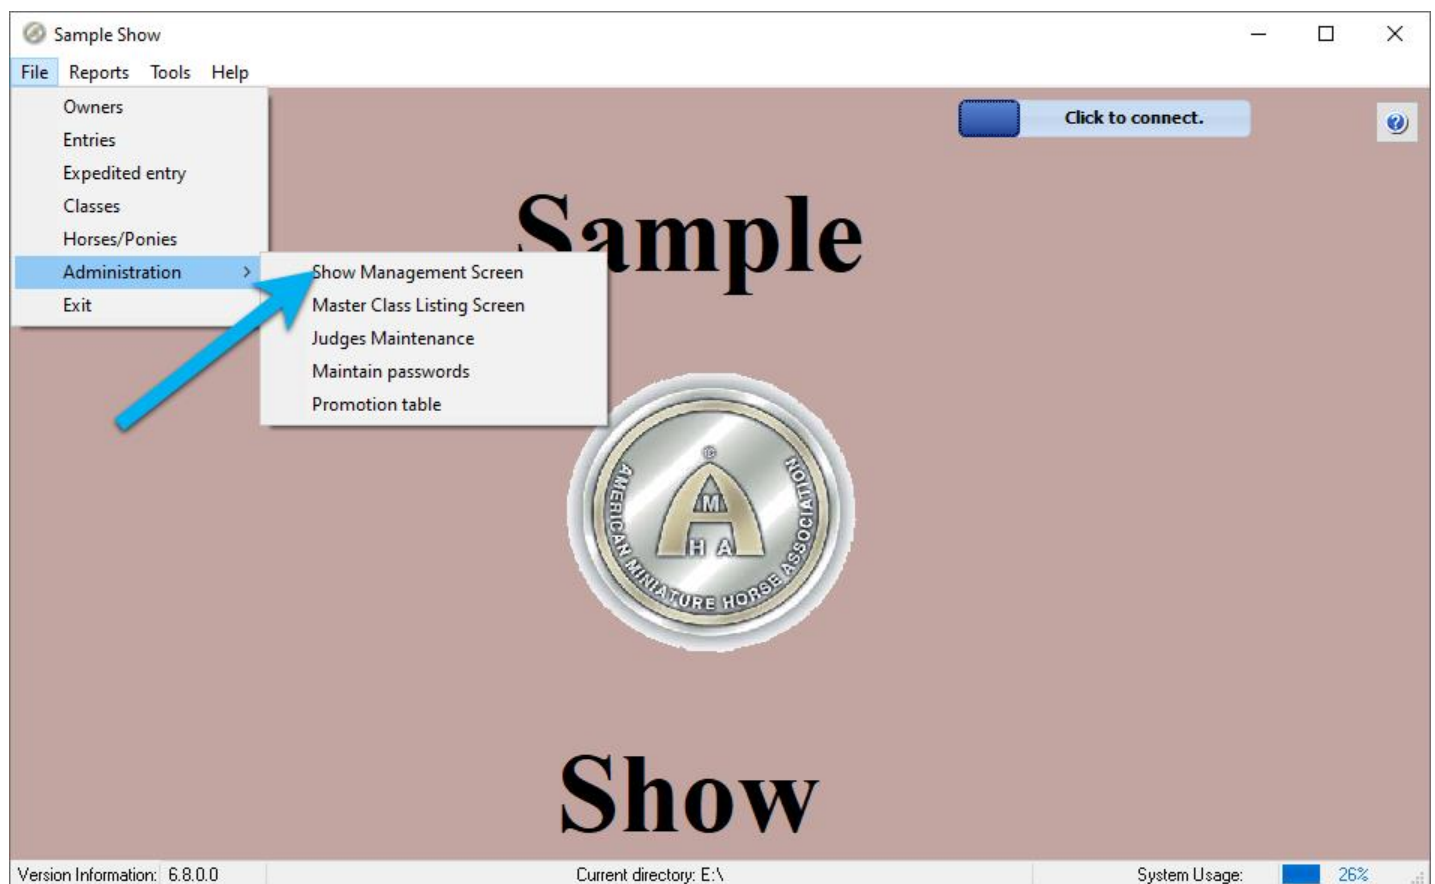 Sample Show
File Reports Tools Help
Owners
Entries
Expedited entry
Classes
Horses/Ponies
Administration
Exit
Show Management Screen
Master Class Listing Screen
Judges Maintenance
Maintain passwords
Promotion table
Click to connect.
Sample
©
AMERICAN MINIATURE HORSE ASSOCIATION
M
H A
Show
Version Information: 6.8.0.0 Current directory: E:\ System Usage: 26%